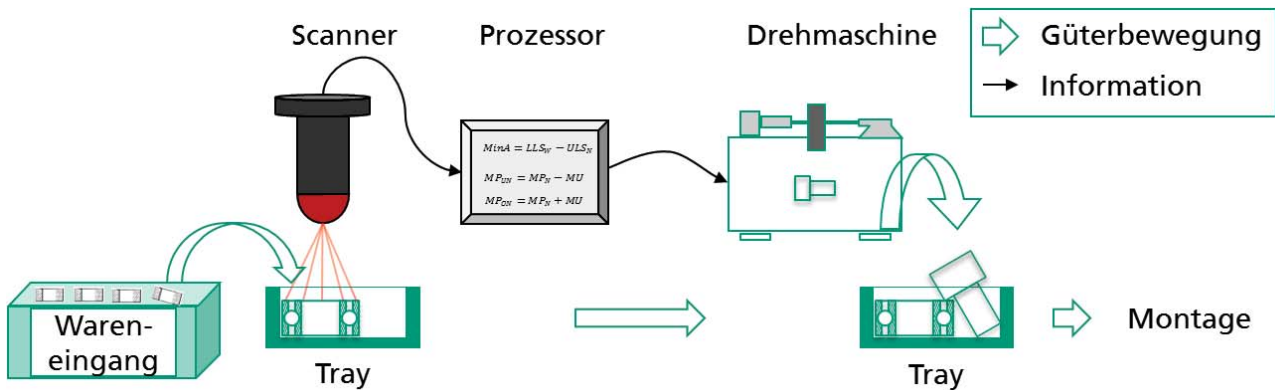 Scanner
Prozessor
Drehmaschine
Güterbewegung
Information
MinA = LLS_W − ULS_N
MP_UN = MP_N − MU
MP_ON = MP_N + MU
Waren-
eingang
Tray
Tray
Montage